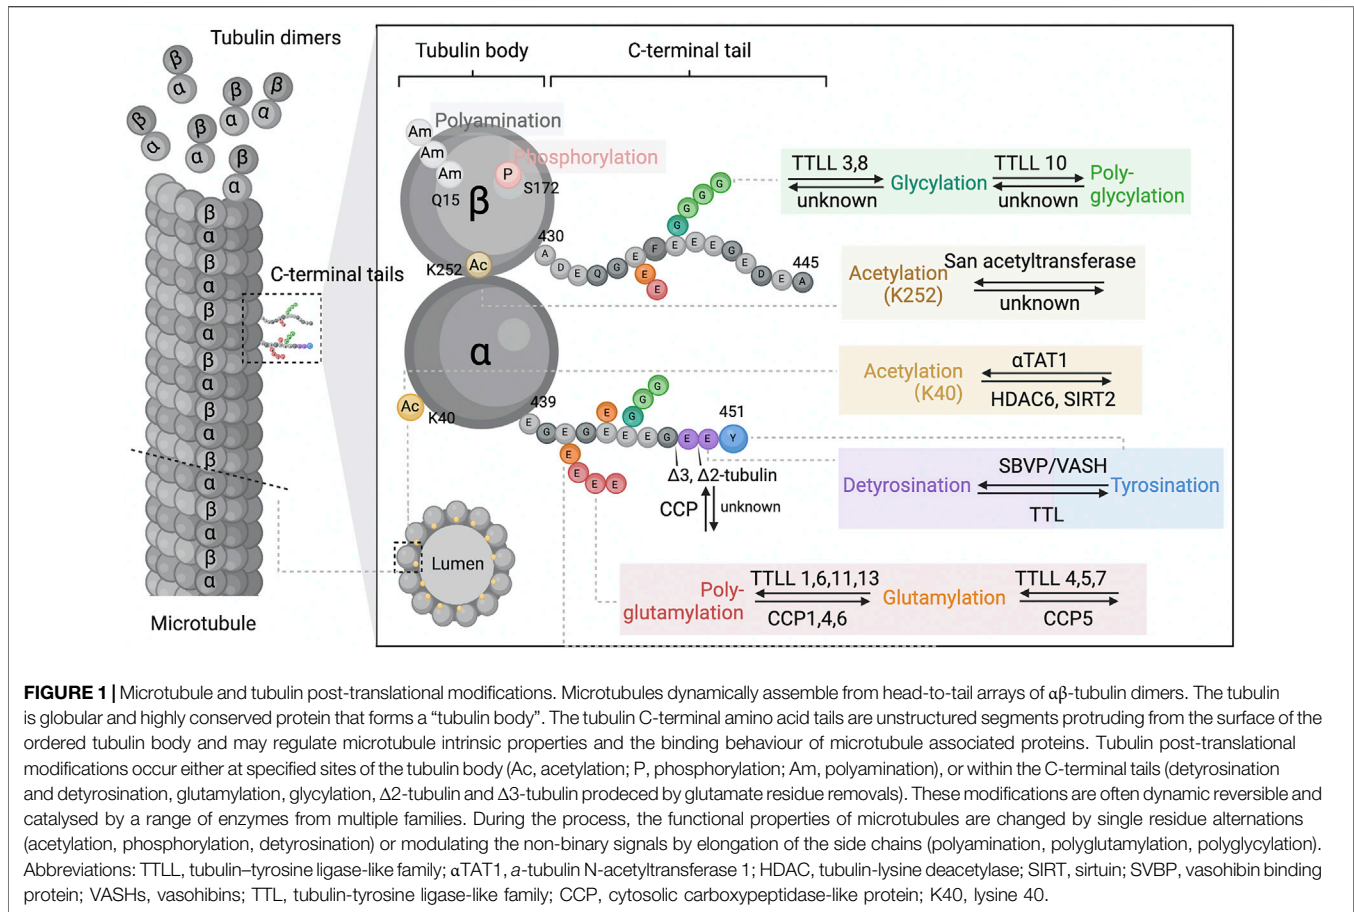 Tubulin dimers
Tubulin body
C-terminal tail
β
α
β
α
β
α
β
α
β
α
β
α
β
α
β
α
β
α
β
α
β
α
β
α
β
α
β
α
C-terminal tails
Microtubule
Am
Am
Am
Polyamination
Phosphorylation
P
S172
Q15
β
K252
Ac
α
Ac
K40
Lumen
430
A D E Q G E F E E E G E D E A
445
G G G G
E
E
439
E G E G E E E G E E Y
451
E
G G G
E
E E E
Δ3, Δ2-tubulin
CCP
unknown
TTLL 3,8
unknown
Glycylation
TTLL 10
unknown
Poly-
glycylation
Acetylation
(K252)
San acetyltransferase
unknown
Acetylation
(K40)
αTAT1
HDAC6, SIRT2
Detyrosination
SBVP/VASH
TTL
Tyrosination
Poly-
glutamylation
TTLL 1,6,11,13
CCP1,4,6
Glutamylation
TTLL 4,5,7
CCP5
FIGURE 1 | Microtubule and tubulin post-translational modifications. Microtubules dynamically assemble from head-to-tail arrays of αβ-tubulin dimers. The tubulin
is globular and highly conserved protein that forms a “tubulin body”. The tubulin C-terminal amino acid tails are unstructured segments protruding from the surface of the
ordered tubulin body and may regulate microtubule intrinsic properties and the binding behaviour of microtubule associated proteins. Tubulin post-translational
modifications occur either at specified sites of the tubulin body (Ac, acetylation; P, phosphorylation; Am, polyamination), or within the C-terminal tails (detyrosination
and detyrosination, glutamylation, glycylation, Δ2-tubulin and Δ3-tubulin prodeced by glutamate residue removals). These modifications are often dynamic reversible and
catalysed by a range of enzymes from multiple families. During the process, the functional properties of microtubules are changed by single residue alternations
(acetylation, phosphorylation, detyrosination) or modulating the non-binary signals by elongation of the side chains (polyamination, polyglutamylation, polyglycylation).
Abbreviations: TTLL, tubulin–tyrosine ligase-like family; αTAT1, a-tubulin N-acetyltransferase 1; HDAC, tubulin-lysine deacetylase; SIRT, sirtuin; SVBP, vasohibin binding
protein; VASHs, vasohibins; TTL, tubulin-tyrosine ligase-like family; CCP, cytosolic carboxypeptidase-like protein; K40, lysine 40.